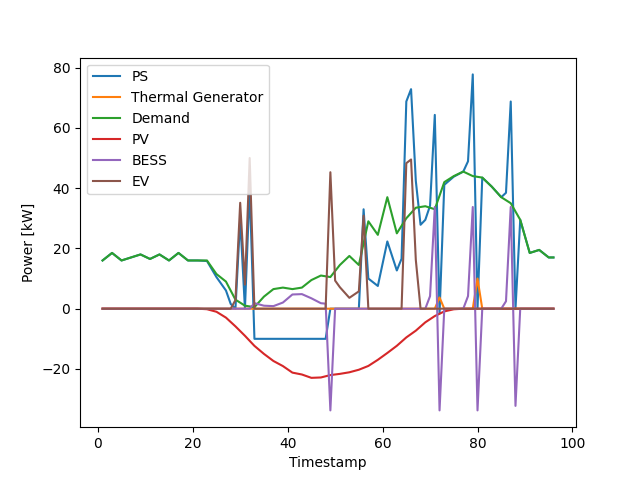 PS
Thermal Generator
Demand
PV
BESS
EV
Power [kW]
80
60
40
20
0
−20
0
20
40
60
80
100
Timestamp